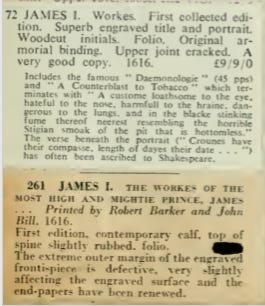 72 JAMES I. Workes. First collected edi-
tion. Superb engraved title and portrait.
Woodcut initials. Folio. Original ar-
morial binding. Upper joint cracked. A
very good copy. 1616. £9/9/0
Includes the famous " Daemonologie " (45 pps)
and " A Counterblast to Tobacco " which ter-
minates with " A custome loathsome to the eye,
hateful to the nose, harmfull to the braine, dan-
gerous to the lungs, and in the blacke stinking
fume thereof neerest resembling the horrible
Stigian smoak of the pit that is bottomless."
The verse beneath the portrait (" Crounes have
their compasse, length of dayes their date . . . ")
has often been ascribed to Shakespeare.
261 JAMES I. THE WORKES OF THE
MOST HIGH AND MIGHTIE PRINCE, JAMES
. . . Printed by Robert Barker and John
Bill. 1616.
First edition, contemporary calf, top of
spine slightly rubbed. folio.
The extreme outer margin of the engraved
frontispiece is defective, very slightly
affecting the engraved surface and the
end-papers have been renewed.